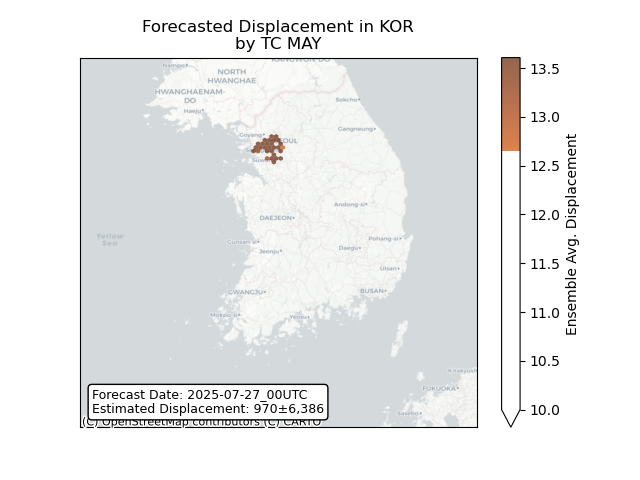 Forecasted Displacement in KOR
by TC MAY
KANGWON-DO
Nampo
NORTH
HWANGHAE
HWANGHAENAM-
DO
Haeju
Sokcho
Goyang
SEOUL
Gangneung
Andong-si
DAEJEON
Yellow
Sea
Gunsan-si
Jeonju
Pohang-si
Daegu
Ulsan
GWANGJU
BUSAN
Mokpo-si
Yeosu
Kitakyush
FUKUOKA
Sasebo
Forecast Date: 2025-07-27_00UTC
Estimated Displacement: 970±6,386
(C) OpenStreetMap contributors (C) CARTO
13.5
13.0
12.5
12.0
11.5
11.0
10.5
10.0
Ensemble Avg. Displacement